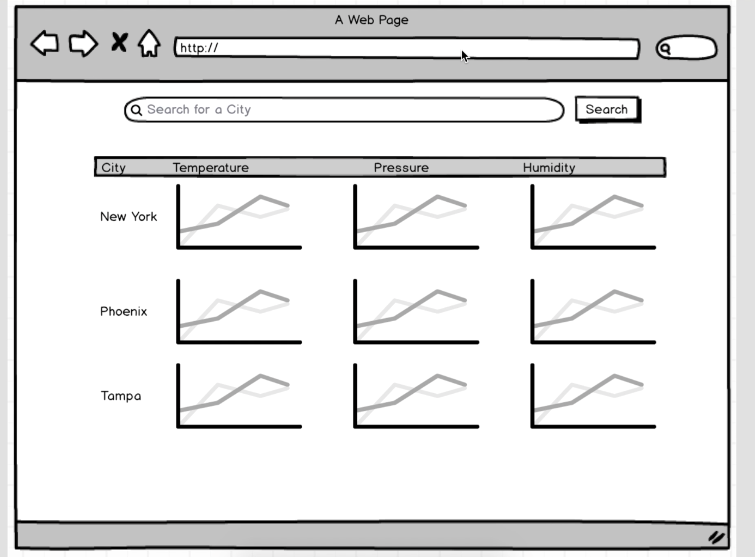 A Web Page
http://
Search for a City
Search
City Temperature Pressure Humidity
New York
Phoenix
Tampa